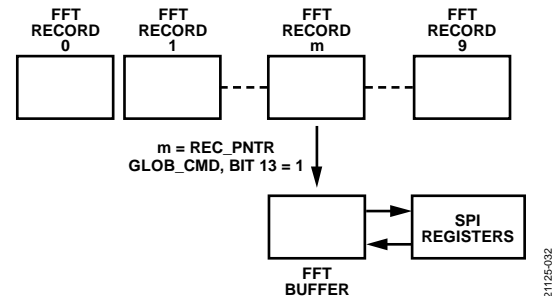 FFT
RECORD
0
FFT
RECORD
1
FFT
RECORD
m
FFT
RECORD
9
m = REC_PNTR
GLOB_CMD, BIT 13 = 1
SPI
REGISTERS
FFT
BUFFER
21125-032